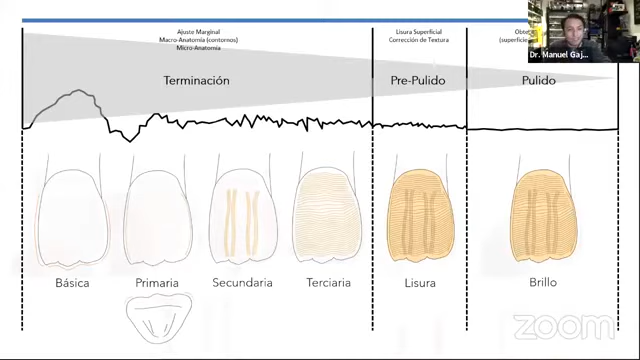 Ajuste Marginal
Macro-Anatomía (contornos)
Micro-Anatomía
Lisura Superficial
Corrección de Textura
(superficie
Terminación
Pre-Pulido
Pulido
Dr. Manuel Gaj...
Básica
Primaria
Secundaria
Terciaria
Lisura
Brillo
zoom